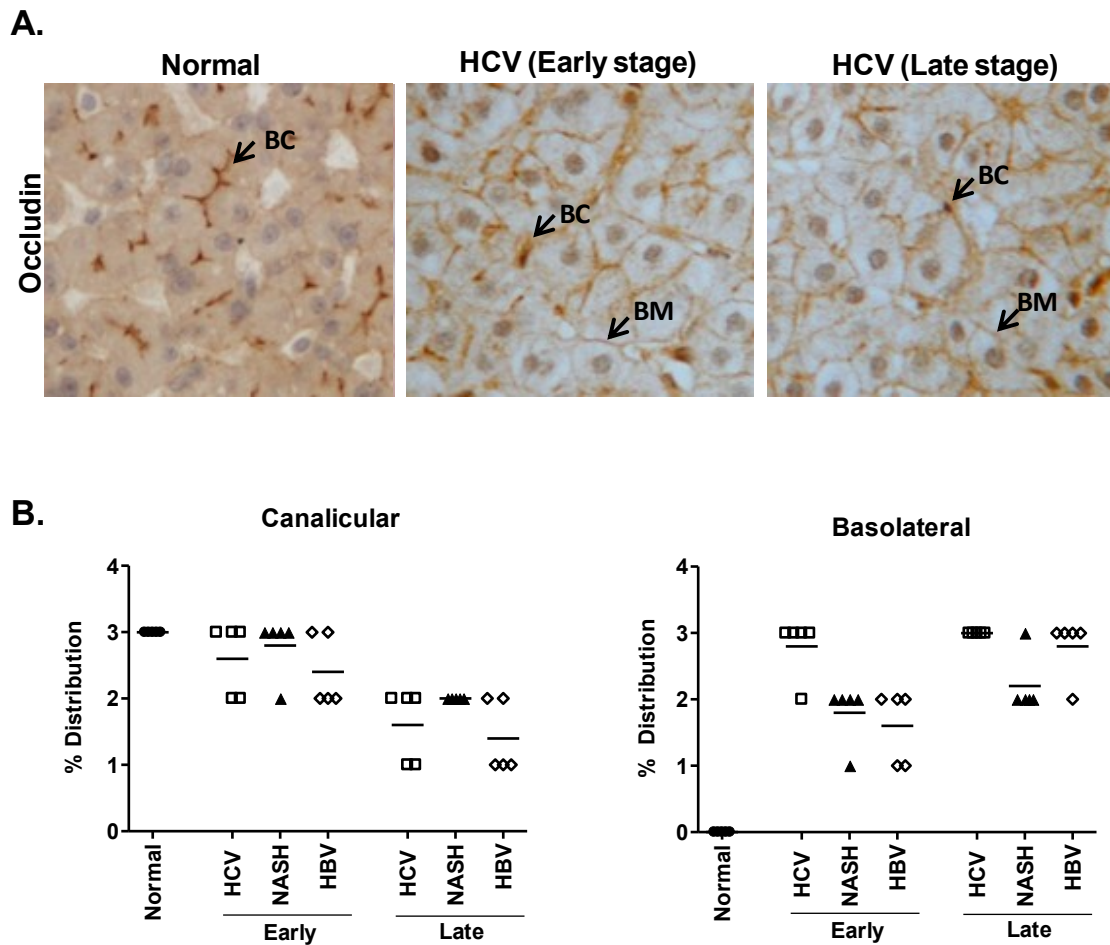 A.
Normal
HCV (Early stage)
HCV (Late stage)
Occludin
BC
BC
BM
BC
BM
B.
Canalicular
% Distribution
4
3
2
1
0
Normal
HCV
NASH
HBV
HCV
NASH
HBV
Early
Late
Basolateral
% Distribution
4
3
2
1
0
Normal
HCV
NASH
HBV
HCV
NASH
HBV
Early
Late